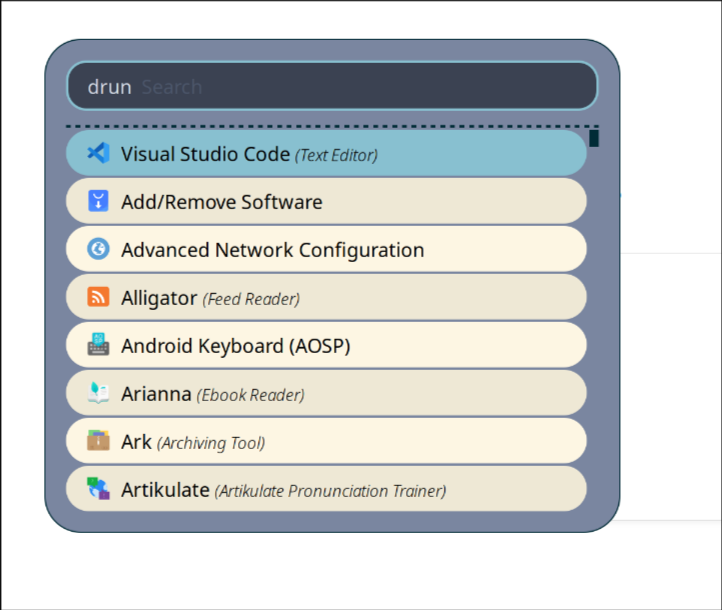 drun Search
Visual Studio Code (Text Editor)
Add/Remove Software
Advanced Network Configuration
Alligator (Feed Reader)
Android Keyboard (AOSP)
Arianna (Ebook Reader)
Ark (Archiving Tool)
Artikulate (Artikulate Pronunciation Trainer)